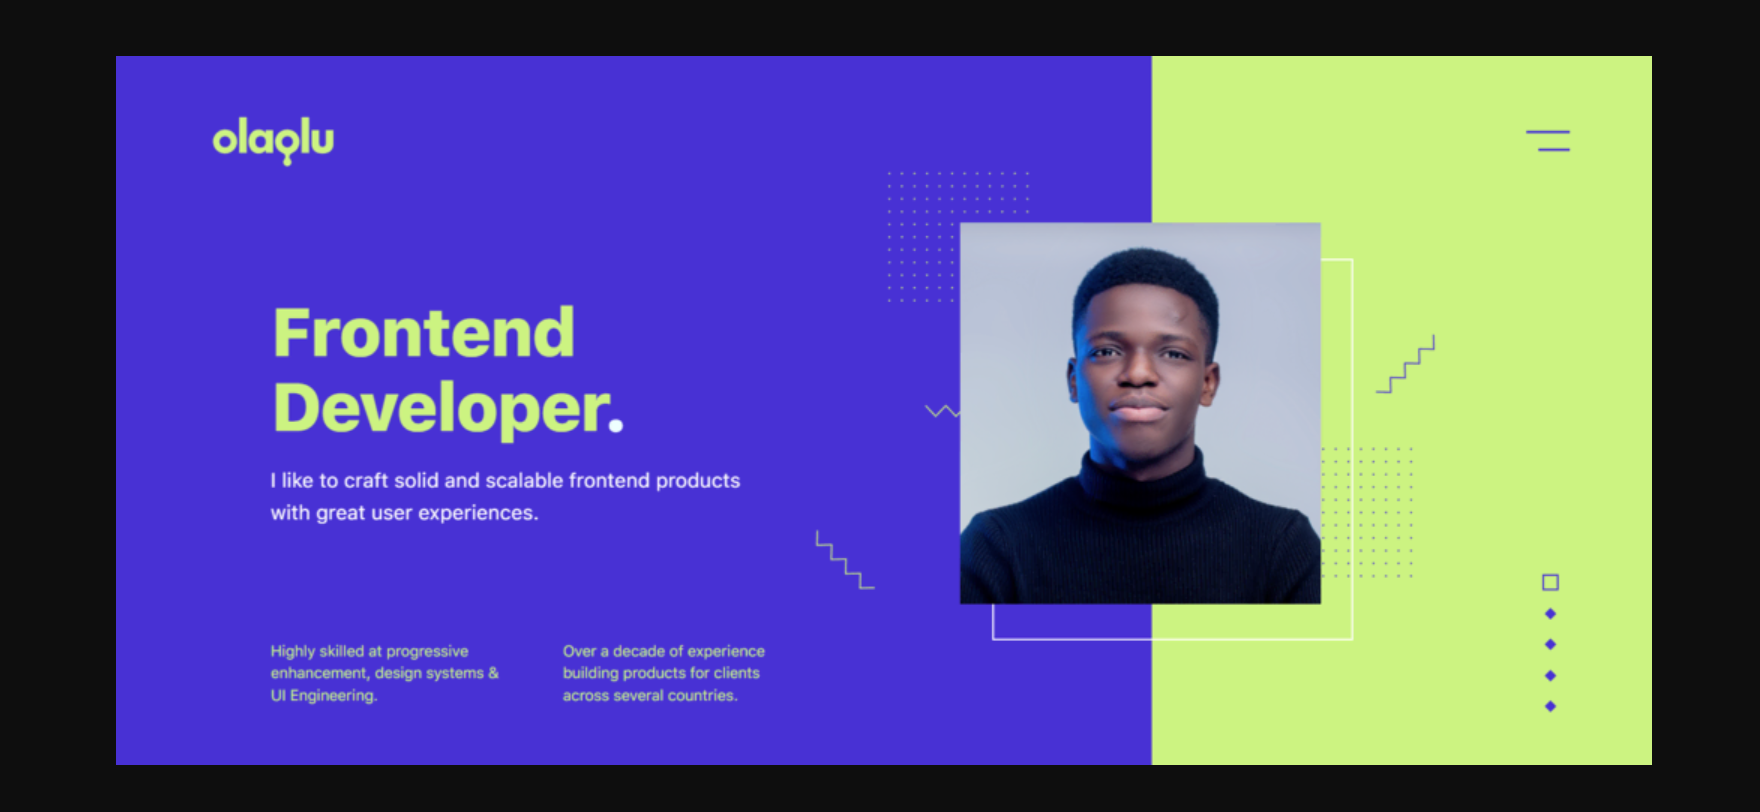 olaolu
Frontend
Developer.
I like to craft solid and scalable frontend products
with great user experiences.
Highly skilled at progressive
enhancement, design systems &
UI Engineering.
Over a decade of experience
building products for clients
across several countries.